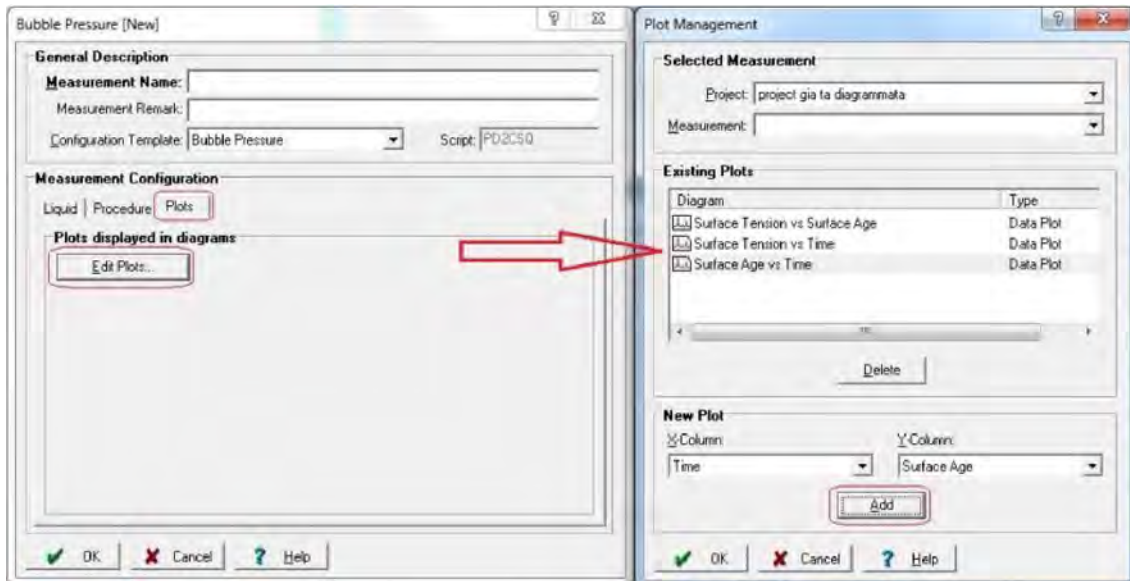 Bubble Pressure [New]
General Description
Measurement Name:
Measurement Remark:
Configuration Template: Bubble Pressure Script: PD2C5Q
Measurement Configuration
Liquid Procedure Plots
Plots displayed in diagrams
Edit Plots...
OK Cancel Help
Plot Management
Selected Measurement
Project: project gia ta diagrammata
Measurement:
Existing Plots
Diagram Type
Surface Tension vs Surface Age Data Plot
Surface Tension vs Time Data Plot
Surface Age vs Time Data Plot
Delete
New Plot
X-Column: Y-Column:
Time Surface Age
Add
OK Cancel Help